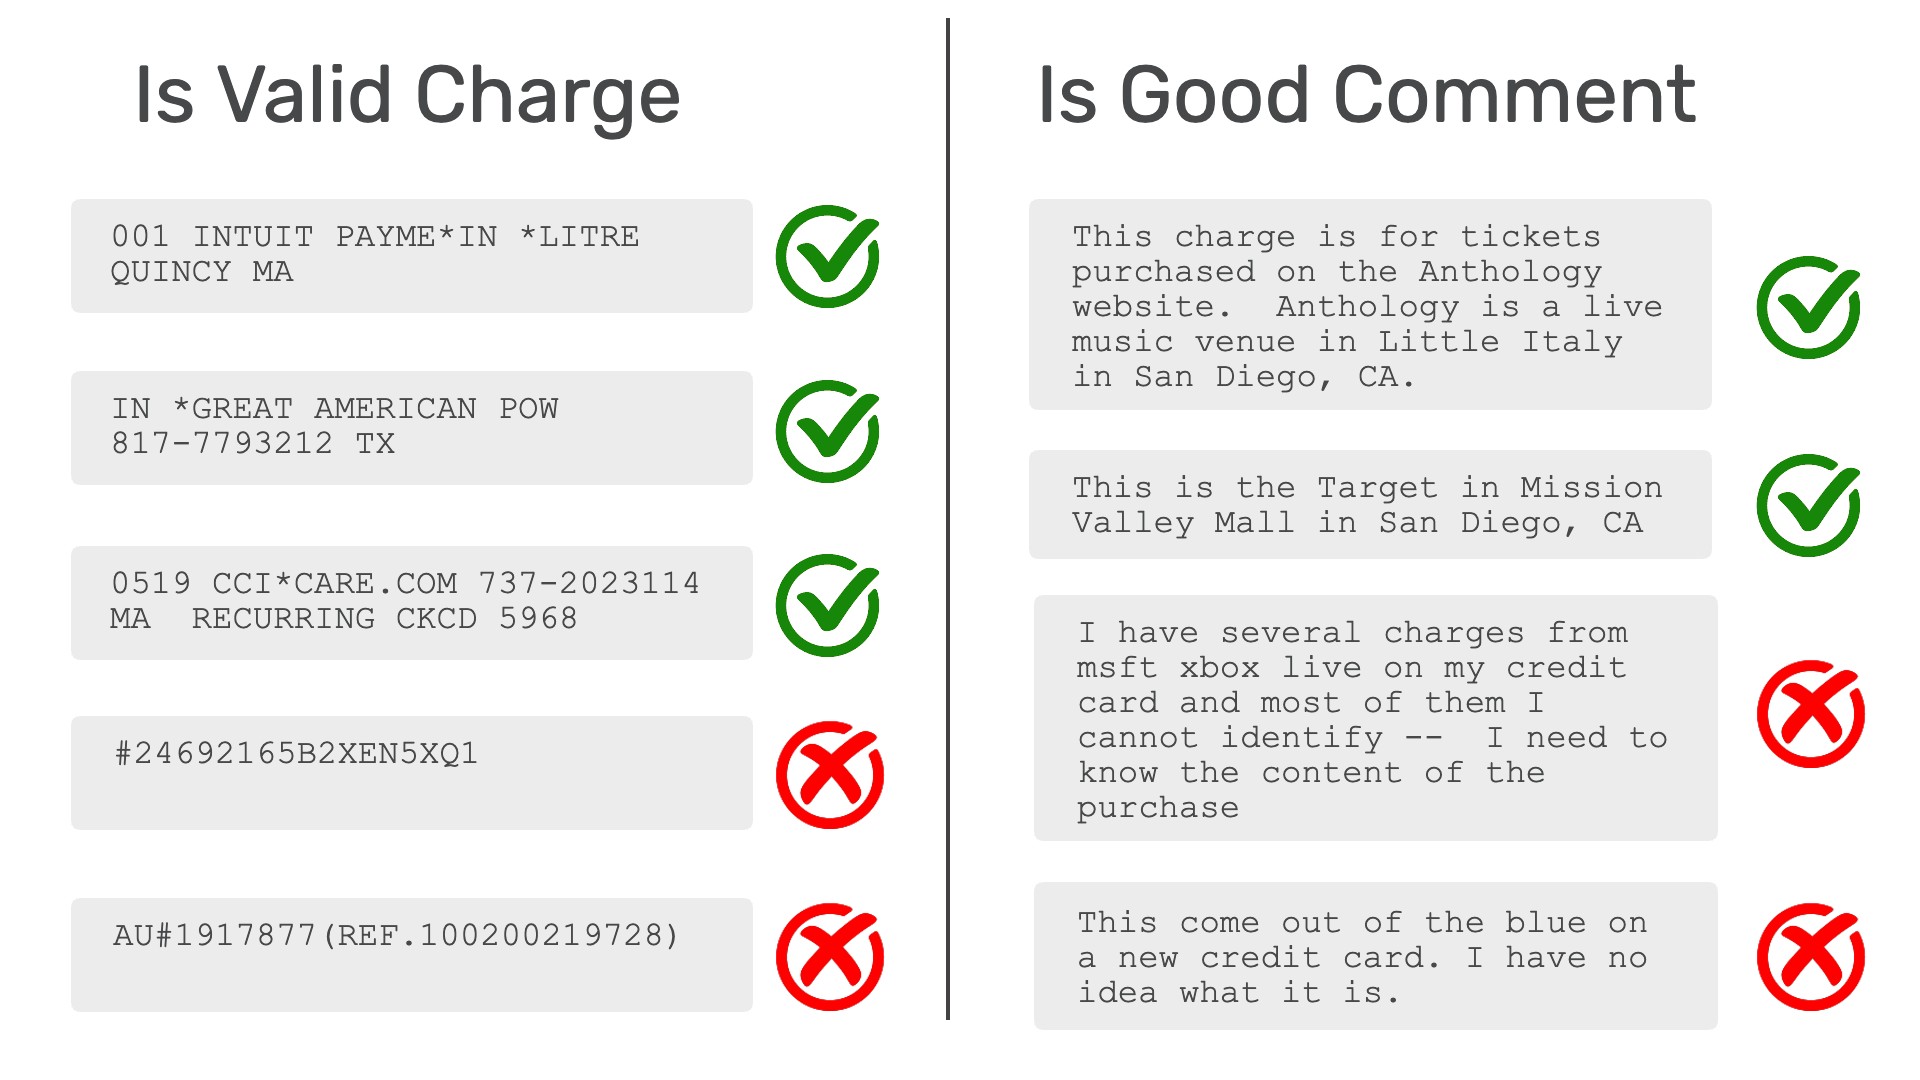 Is Valid Charge
001 INTUIT PAYME*IN *LITRE
QUINCY MA
IN *GREAT AMERICAN POW
817-7793212 TX
0519 CCI*CARE.COM 737-2023114
MA  RECURRING CKCD 5968
#24692165B2XEN5XQ1
AU#1917877(REF.100200219728)
Is Good Comment
This charge is for tickets
purchased on the Anthology
website.  Anthology is a live
music venue in Little Italy
in San Diego, CA.
This is the Target in Mission
Valley Mall in San Diego, CA
I have several charges from
msft xbox live on my credit
card and most of them I
cannot identify --  I need to
know the content of the
purchase
This come out of the blue on
a new credit card. I have no
idea what it is.